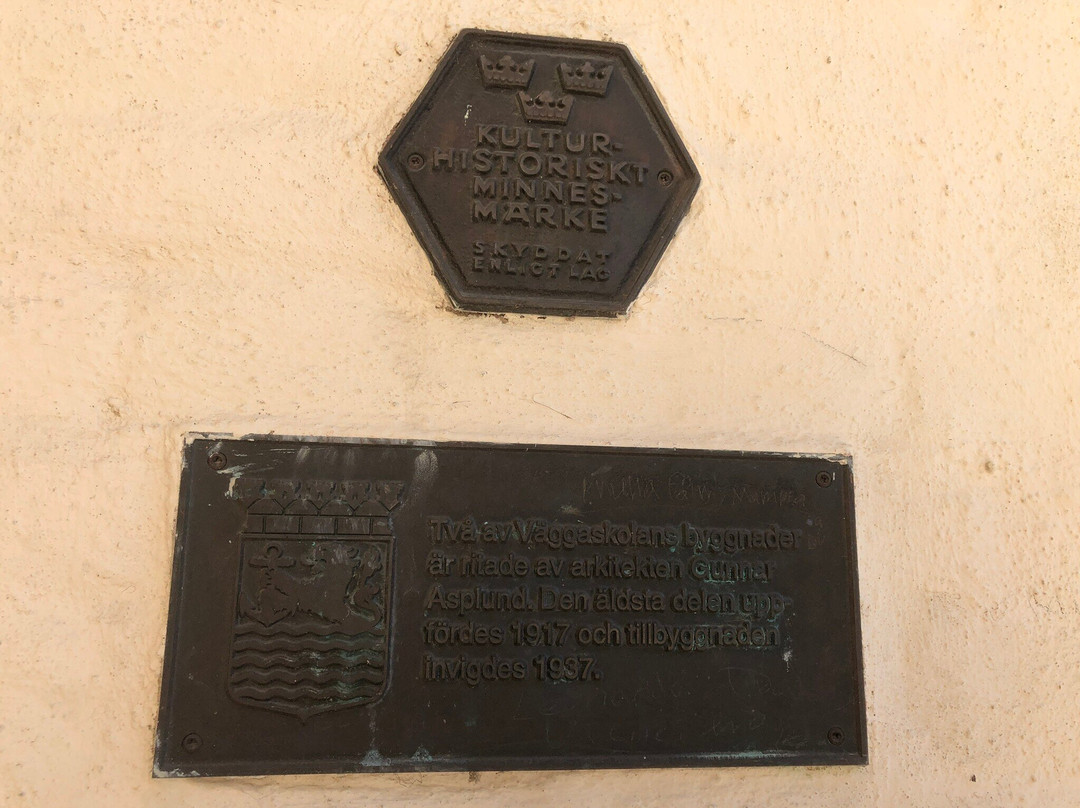 KULTUR-
HISTORISKT
MINNES-
MÄRKE
SKYDDAT
ENLIGT LAG
Två av Väggaskolans byggnader
är ritade av arkitekten Gunnar
Asplund. Den äldsta delen upp-
fördes 1917 och tillbyggnaden
invigdes 1937.